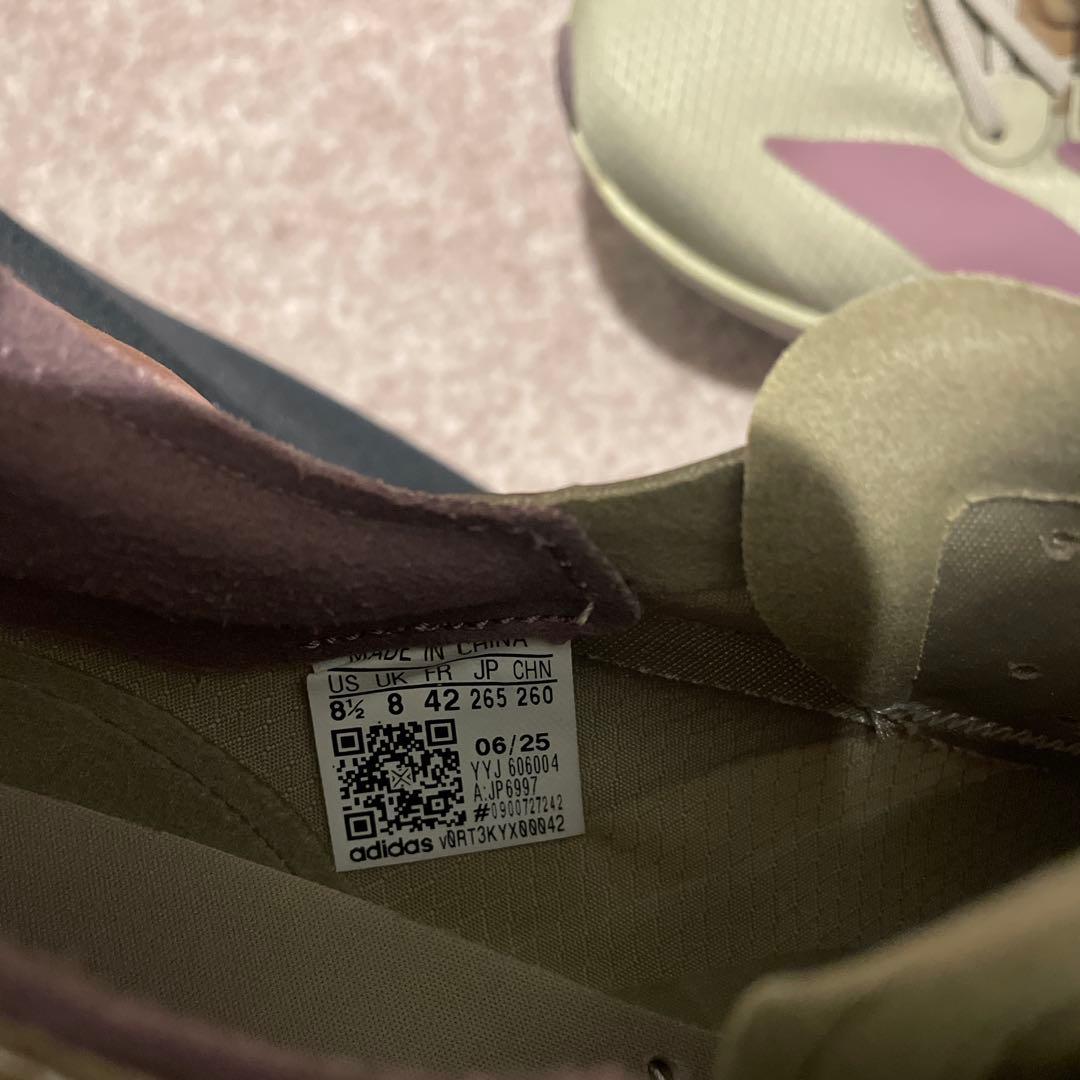 MADE IN CHINA
US UK FR JP CHN
8½ 8 42 265 260
06/25
YYJ 606004
A:JP6997
#0900727242
adidas vØRT3KYXØØØ42